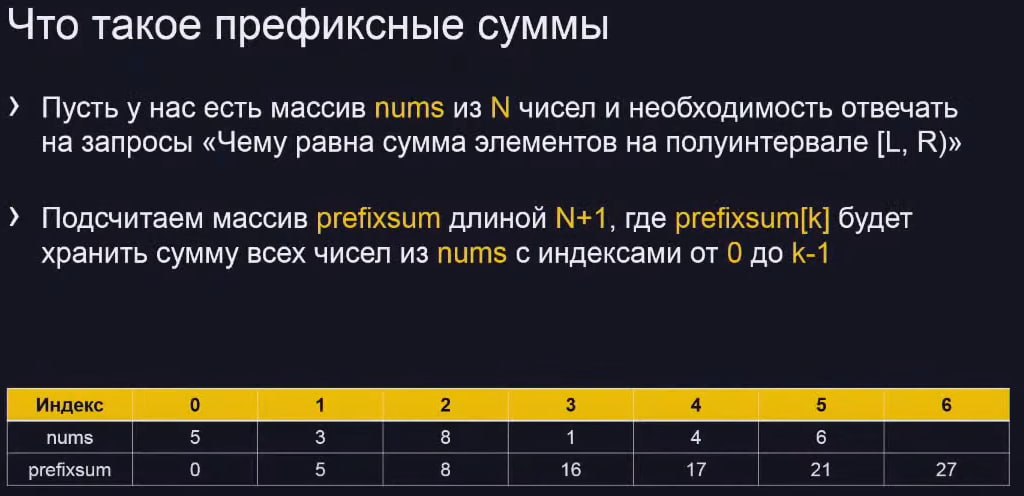 Что такое префиксные суммы
› Пусть у нас есть массив nums из N чисел и необходимость отвечать
на запросы «Чему равна сумма элементов на полуинтервале [L, R)»
› Подсчитаем массив prefixsum длиной N+1, где prefixsum[k] будет
хранить сумму всех чисел из nums с индексами от 0 до k-1
Индекс 0 1 2 3 4 5 6
nums 5 3 8 1 4 6
prefixsum 0 5 8 16 17 21 27